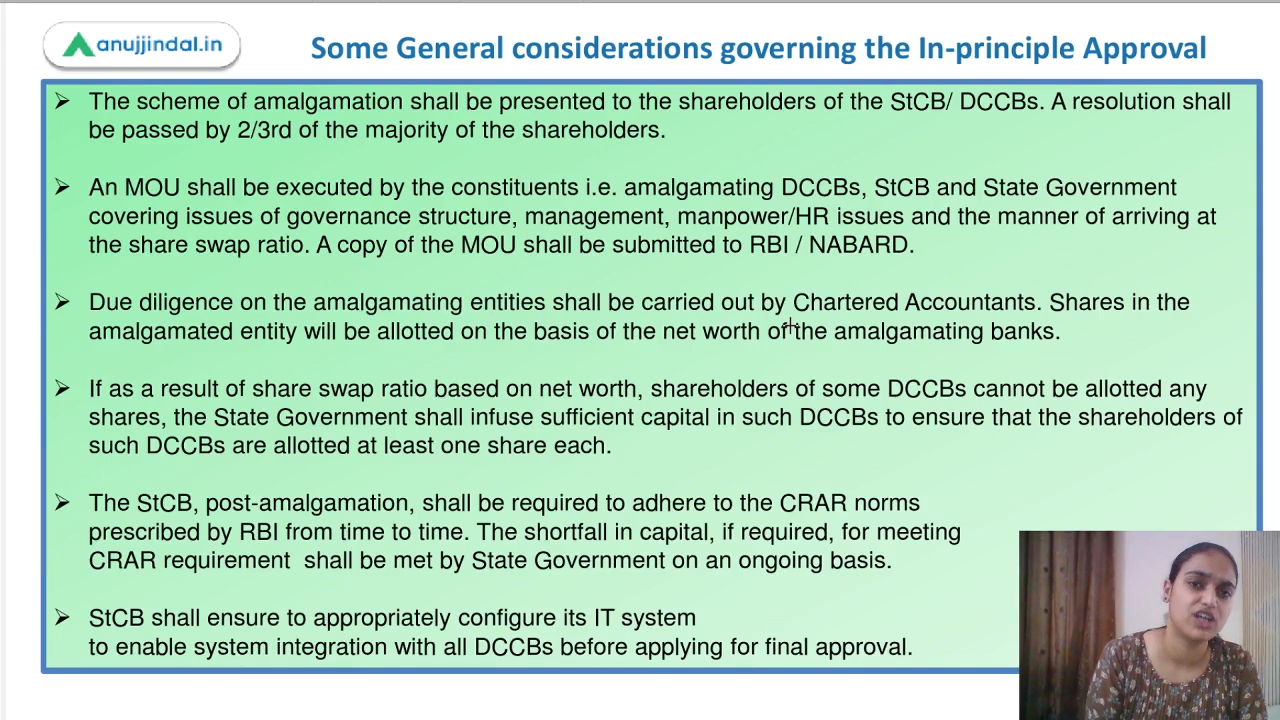 anujjindal.in
Some General considerations governing the In-principle Approval
The scheme of amalgamation shall be presented to the shareholders of the StCB/ DCCBs. A resolution shall
be passed by 2/3rd of the majority of the shareholders.
An MOU shall be executed by the constituents i.e. amalgamating DCCBs, StCB and State Government
covering issues of governance structure, management, manpower/HR issues and the manner of arriving at
the share swap ratio. A copy of the MOU shall be submitted to RBI / NABARD.
Due diligence on the amalgamating entities shall be carried out by Chartered Accountants. Shares in the
amalgamated entity will be allotted on the basis of the net worth of the amalgamating banks.
If as a result of share swap ratio based on net worth, shareholders of some DCCBs cannot be allotted any
shares, the State Government shall infuse sufficient capital in such DCCBs to ensure that the shareholders of
such DCCBs are allotted at least one share each.
The StCB, post-amalgamation, shall be required to adhere to the CRAR norms
prescribed by RBI from time to time. The shortfall in capital, if required, for meeting
CRAR requirement  shall be met by State Government on an ongoing basis.
StCB shall ensure to appropriately configure its IT system
to enable system integration with all DCCBs before applying for final approval.